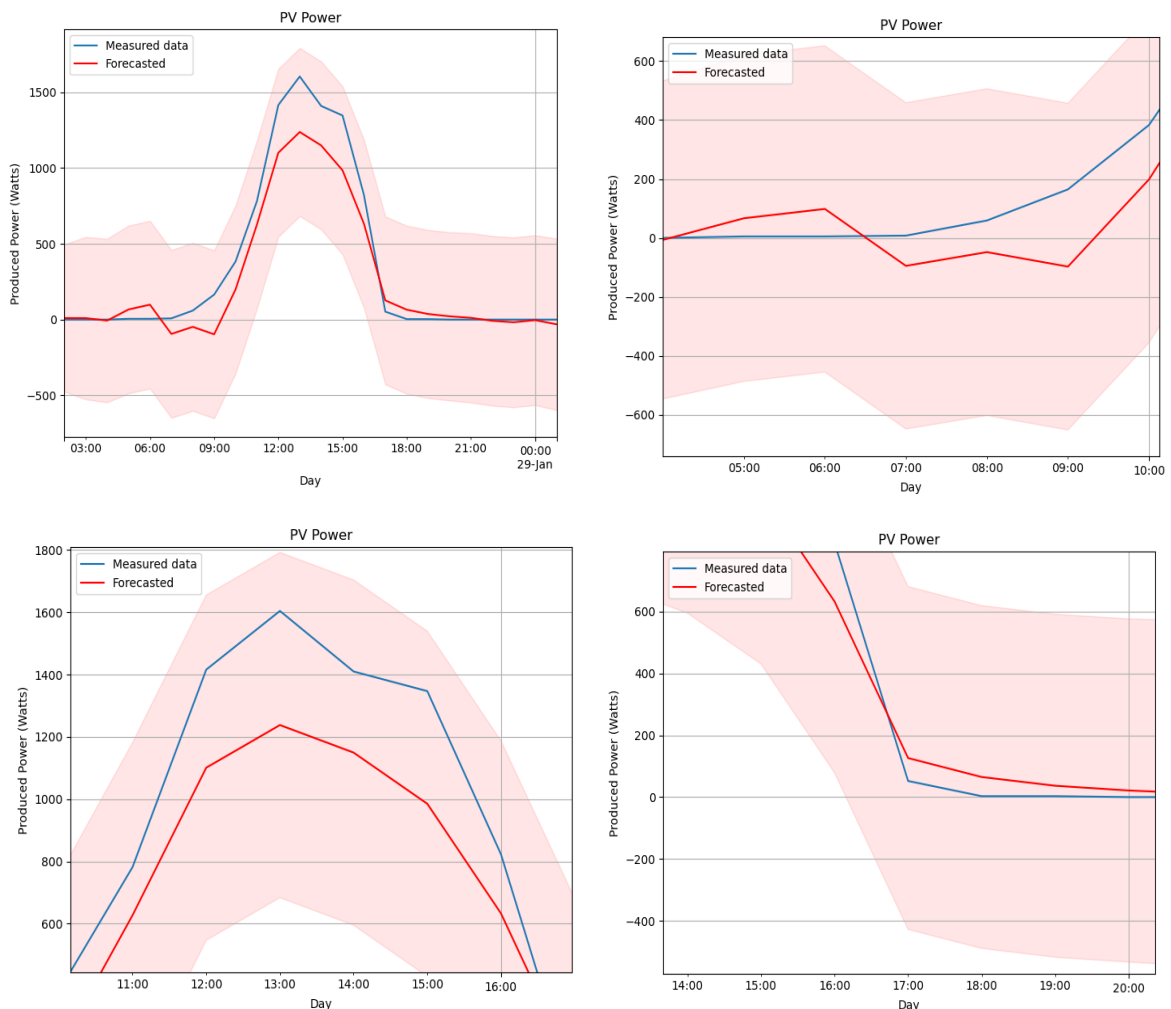 PV Power
Measured data
Forecasted
Produced Power (Watts)
1500
1000
500
0
−500
03:00 06:00 09:00 12:00 15:00 18:00 21:00 00:00
29-Jan
Day
PV Power
Measured data
Forecasted
Produced Power (Watts)
600
400
200
0
−200
−400
−600
05:00 06:00 07:00 08:00 09:00 10:00
Day
PV Power
Measured data
Forecasted
Produced Power (Watts)
1800
1600
1400
1200
1000
800
600
11:00 12:00 13:00 14:00 15:00 16:00
Day
PV Power
Measured data
Forecasted
Produced Power (Watts)
600
400
200
0
−200
−400
14:00 15:00 16:00 17:00 18:00 19:00 20:00
Day